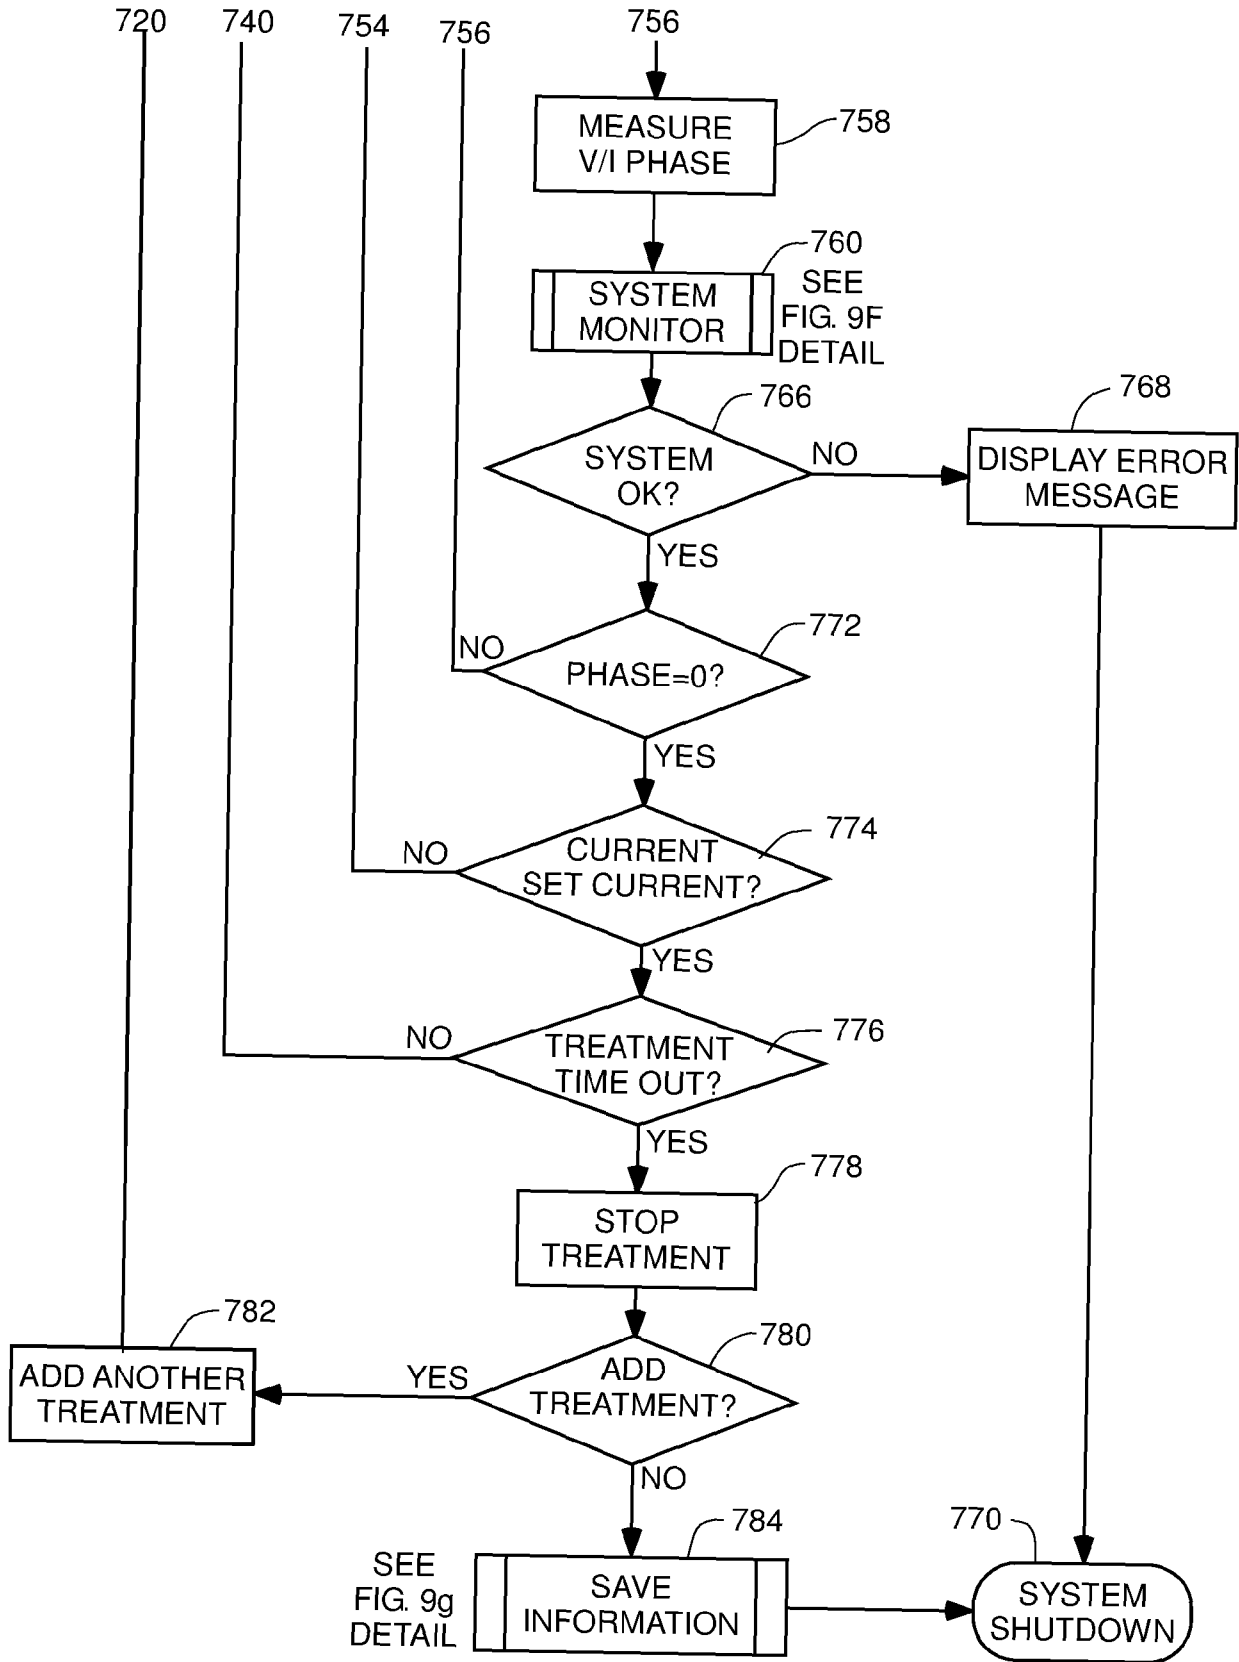 720 740 754 756 756
MEASURE
V/I PHASE
758
760
SYSTEM
MONITOR
SEE
FIG. 9F
DETAIL
766
SYSTEM
OK?
NO
768
DISPLAY ERROR
MESSAGE
YES
772
NO
PHASE=0?
YES
774
NO
CURRENT
SET CURRENT?
YES
776
NO
TREATMENT
TIME OUT?
YES
778
STOP
TREATMENT
780
ADD
TREATMENT?
YES
782
ADD ANOTHER
TREATMENT
NO
784
SEE
FIG. 9g
DETAIL
SAVE
INFORMATION
770
SYSTEM
SHUTDOWN